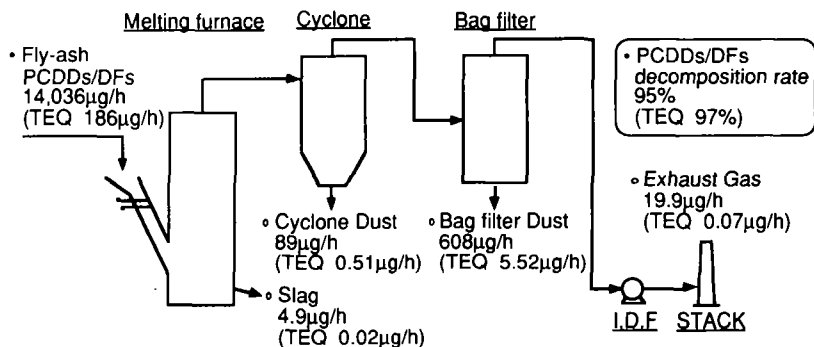 Melting furnace
Cyclone
Bag filter
• Fly-ash
PCDDs/DFs
14,036μg/h
(TEQ 186μg/h)
• PCDDs/DFs
decomposition rate
95%
(TEQ 97%)
∘ Exhaust Gas
19.9μg/h
(TEQ 0.07μg/h)
∘ Cyclone Dust
89μg/h
(TEQ 0.51μg/h)
∘ Bag filter Dust
608μg/h
(TEQ 5.52μg/h)
∘ Slag
4.9μg/h
(TEQ 0.02μg/h)
I.D.F
STACK